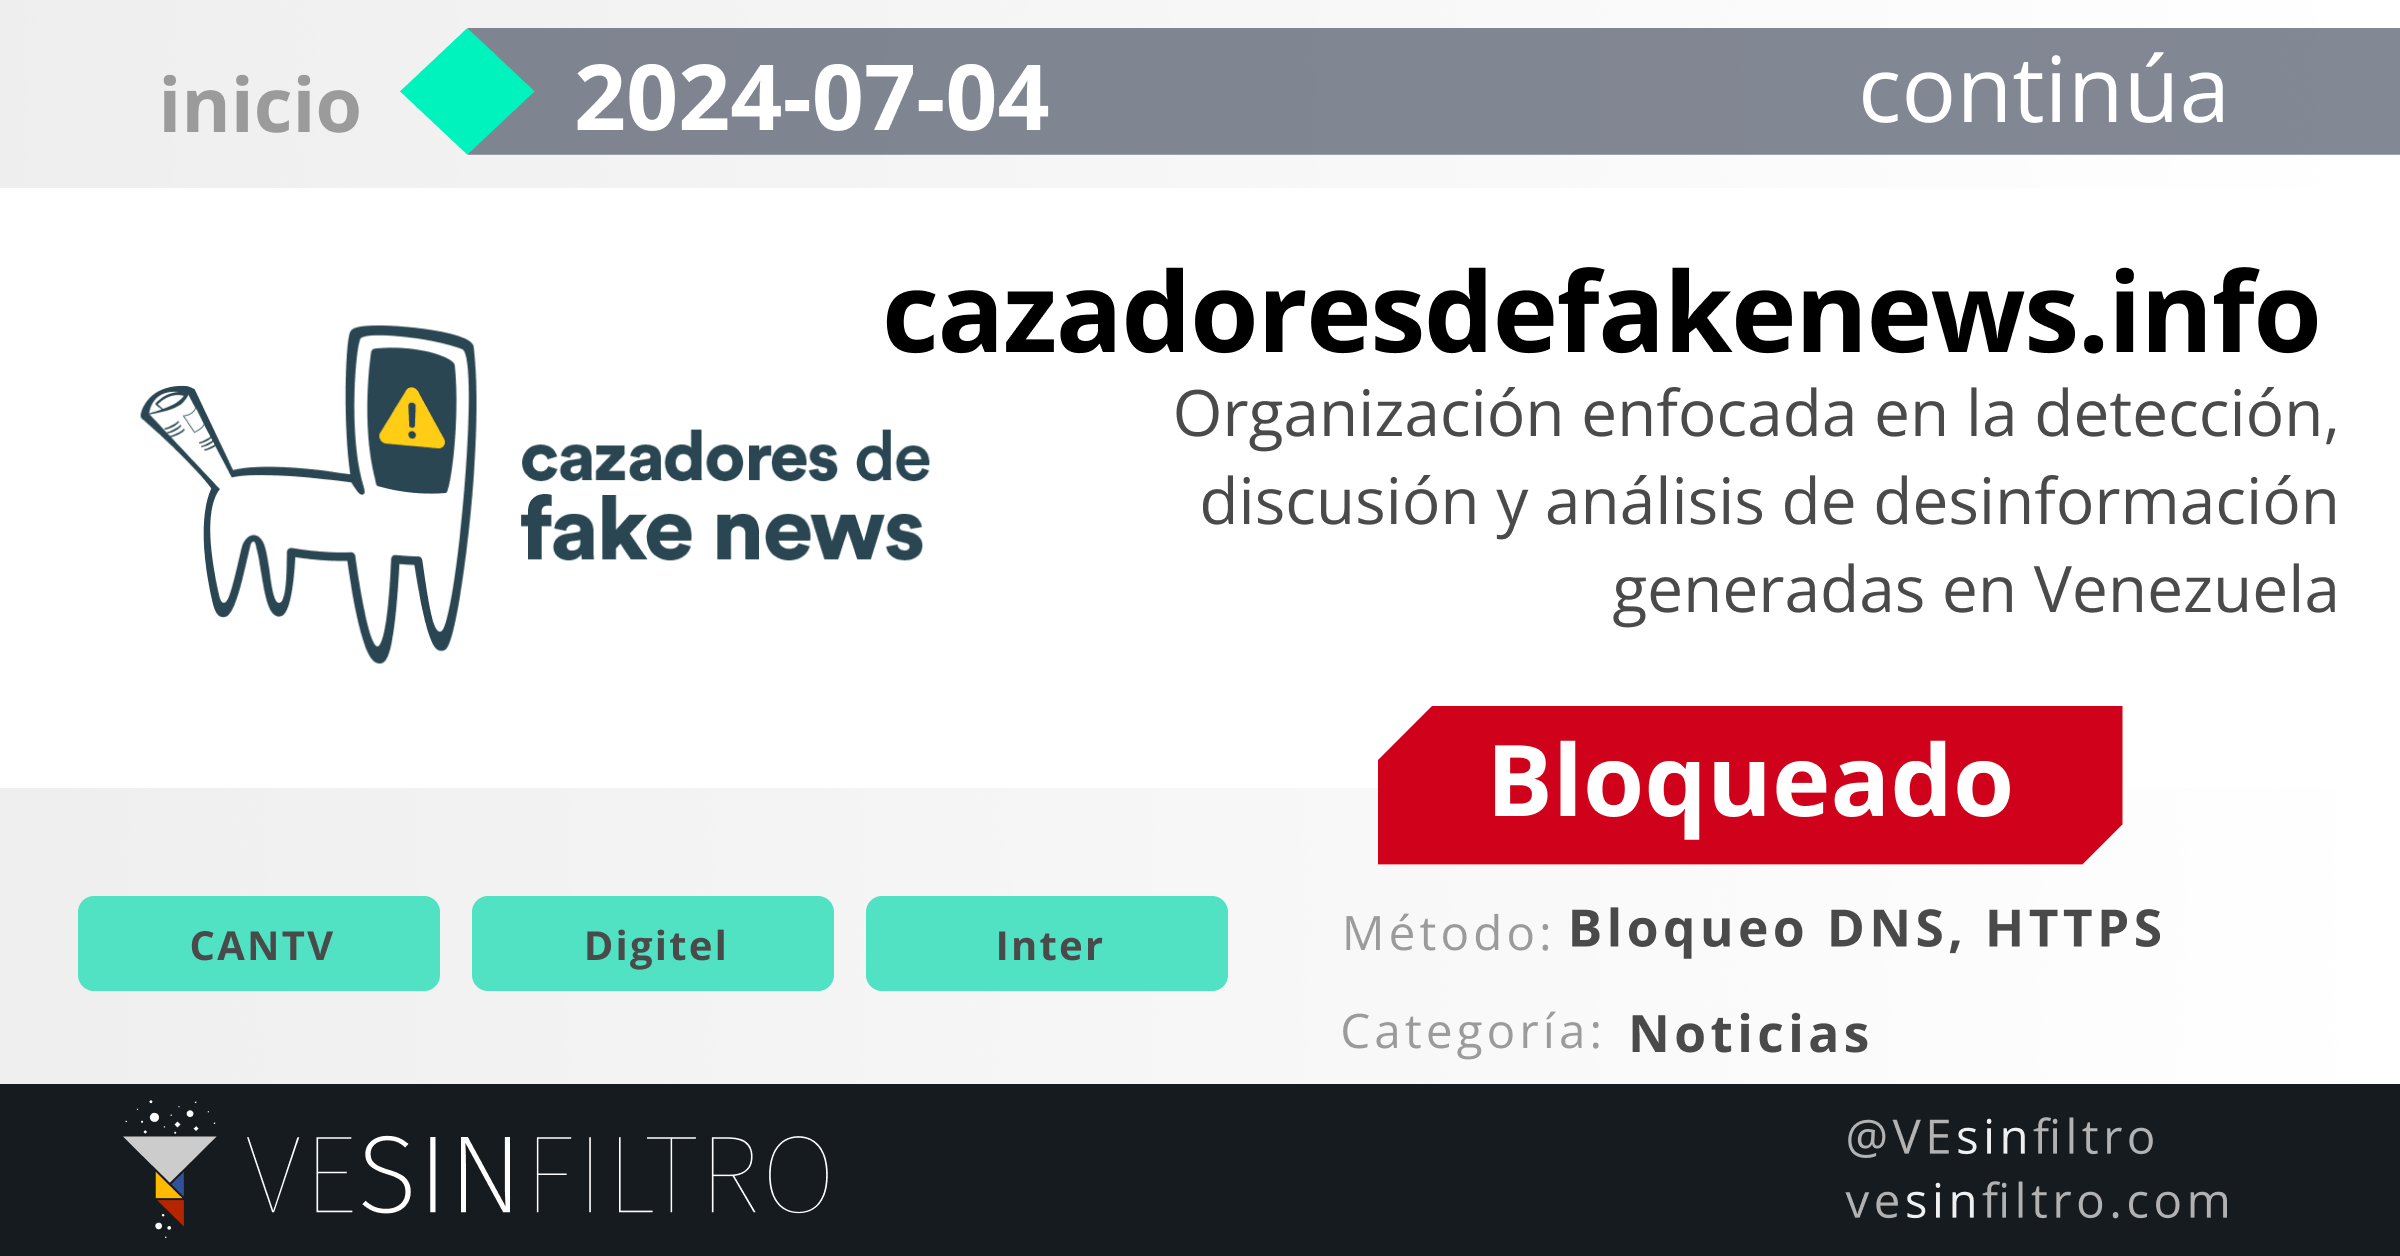 inicio 2024-07-04 continúa
cazadoresdefakenews.info
Organización enfocada en la detección,
discusión y análisis de desinformación
generadas en Venezuela
cazadores de
fake news
Bloqueado
CANTV Digitel Inter
Método: Bloqueo DNS, HTTPS
Categoría: Noticias
VESINFILTRO
@VEsinfiltro
vesinfiltro.com